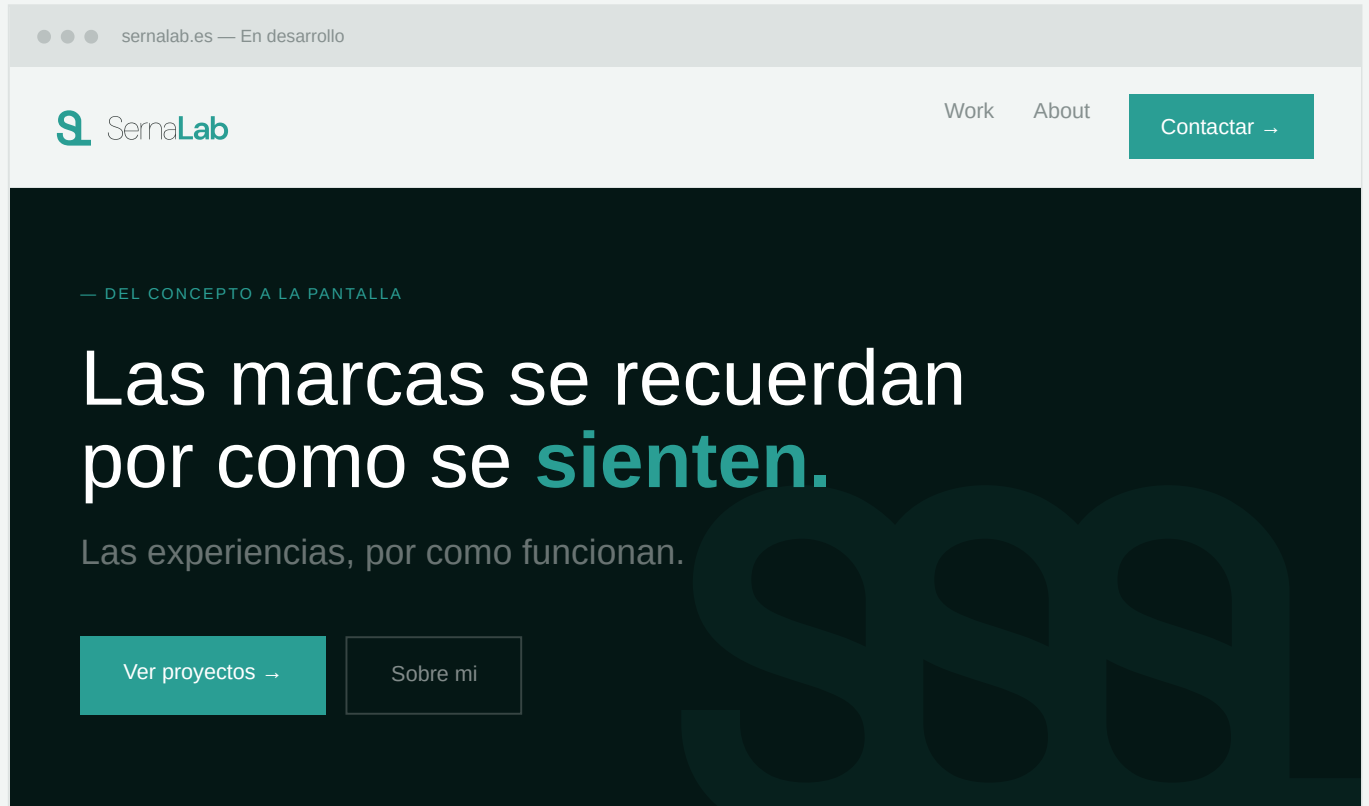 sernalab.es — En desarrollo
SL SernaLab
Work About Contactar →
— DEL CONCEPTO A LA PANTALLA
Las marcas se recuerdan
por como se sienten.
Las experiencias, por como funcionan.
Ver proyectos → Sobre mi